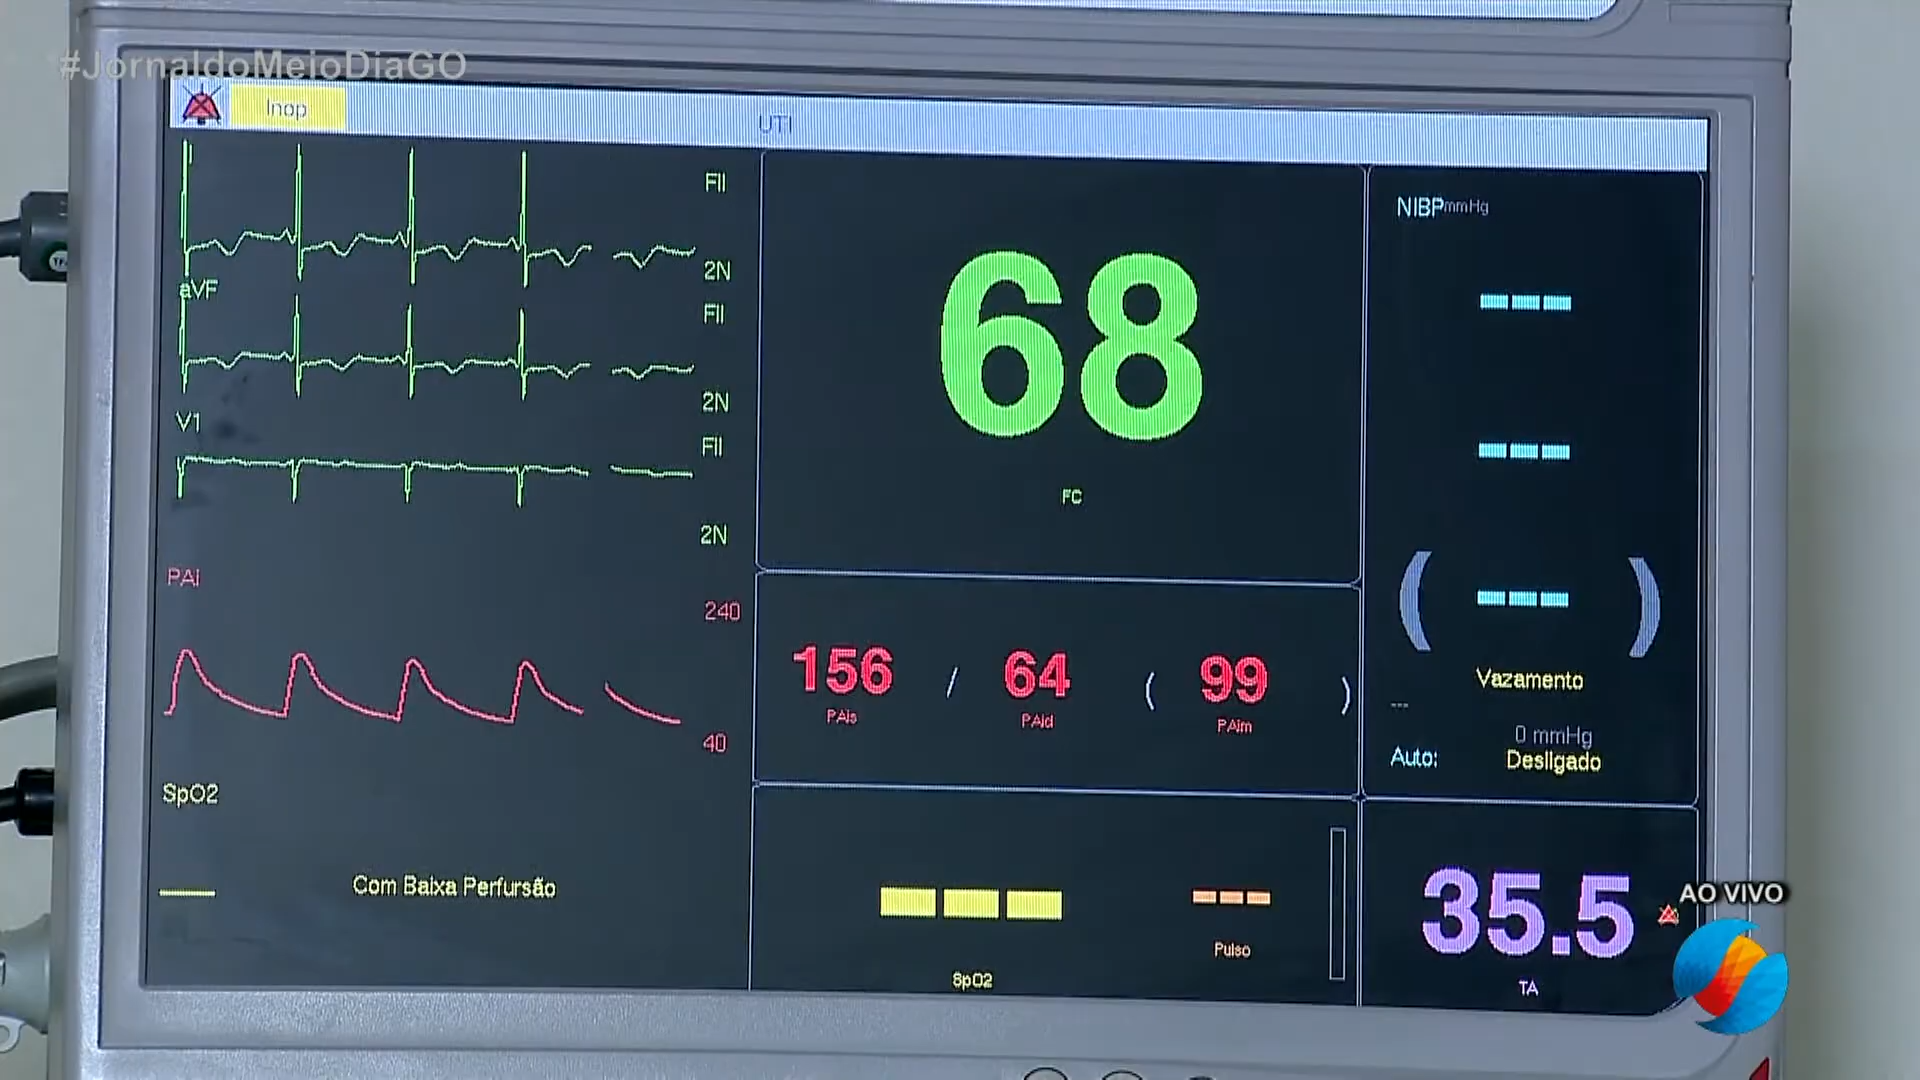 #JornaldoMeioDiaGO
Inop
UTI
FII
2N
aVF
FII
2N
V1
FII
2N
PAi
240
40
SpO2
Com Baixa Perfursão
68
FC
156 / 64 ( 99 )
PAis PAid PAim
--- ---
Pulso
SpO2
NIBP mmHg
---
---
( --- )
Vazamento
---
0 mmHg
Auto: Desligado
35.5
TA
AO VIVO